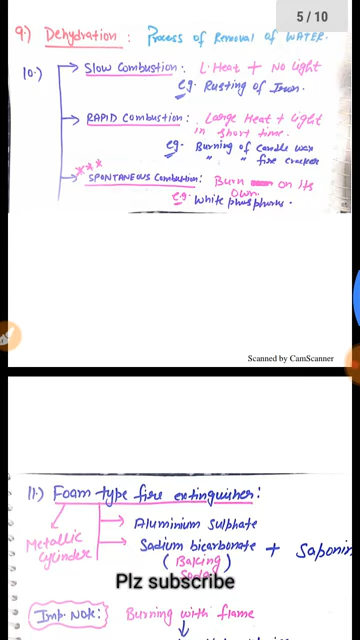 5 / 10
9.) Dehydration : Process of Removal of WATER.
10.) → Slow Combustion : L. Heat + No light
e.g. Rusting of Iron.
→ RAPID Combustion : Large Heat + Light
in short time.
eg. Burning of candle wax
" " fire cracker
*** → SPONTANEOUS Combustion : Burn on Its
Own.
e.g. White phosphorus.
Scanned by CamScanner
11.) Foam type fire extinguisher :
Metallic
Cylinder
→ Aluminium Sulphate
→ Sodium bicarbonate + Saponin
(Baking
Soda)
Plz subscribe
Imp. Note: Burning with flame